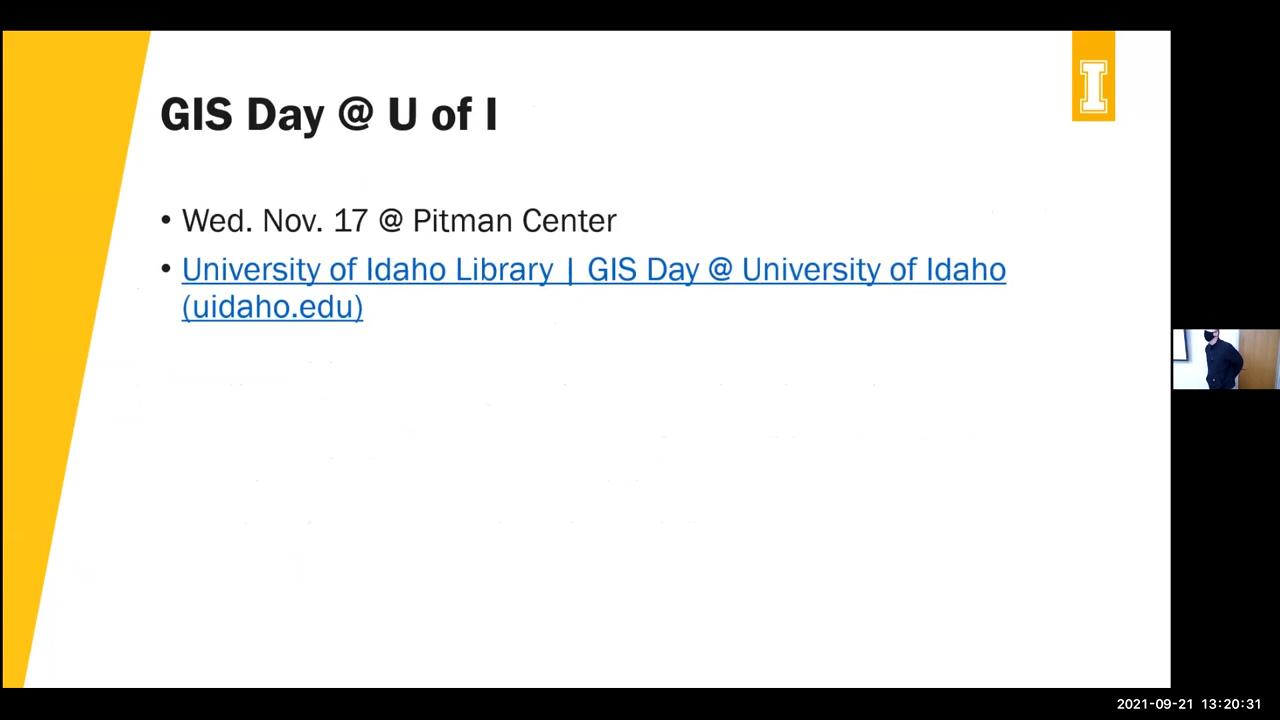 GIS Day @ U of I
I
• Wed. Nov. 17 @ Pitman Center
• University of Idaho Library | GIS Day @ University of Idaho
(uidaho.edu)
2021-09-21 13:20:31